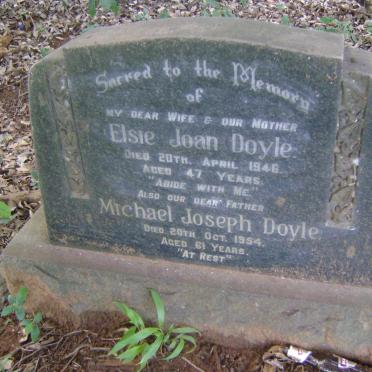 Sacred to the Memory
of
MY DEAR WIFE & OUR MOTHER
Elsie Joan Doyle
DIED 20TH. APRIL 1946
AGED 47 YEARS.
"ABIDE WITH ME"
ALSO OUR DEAR FATHER
Michael Joseph Doyle
DIED 20TH OCT. 1954.
AGED 61 YEARS.
"AT REST"